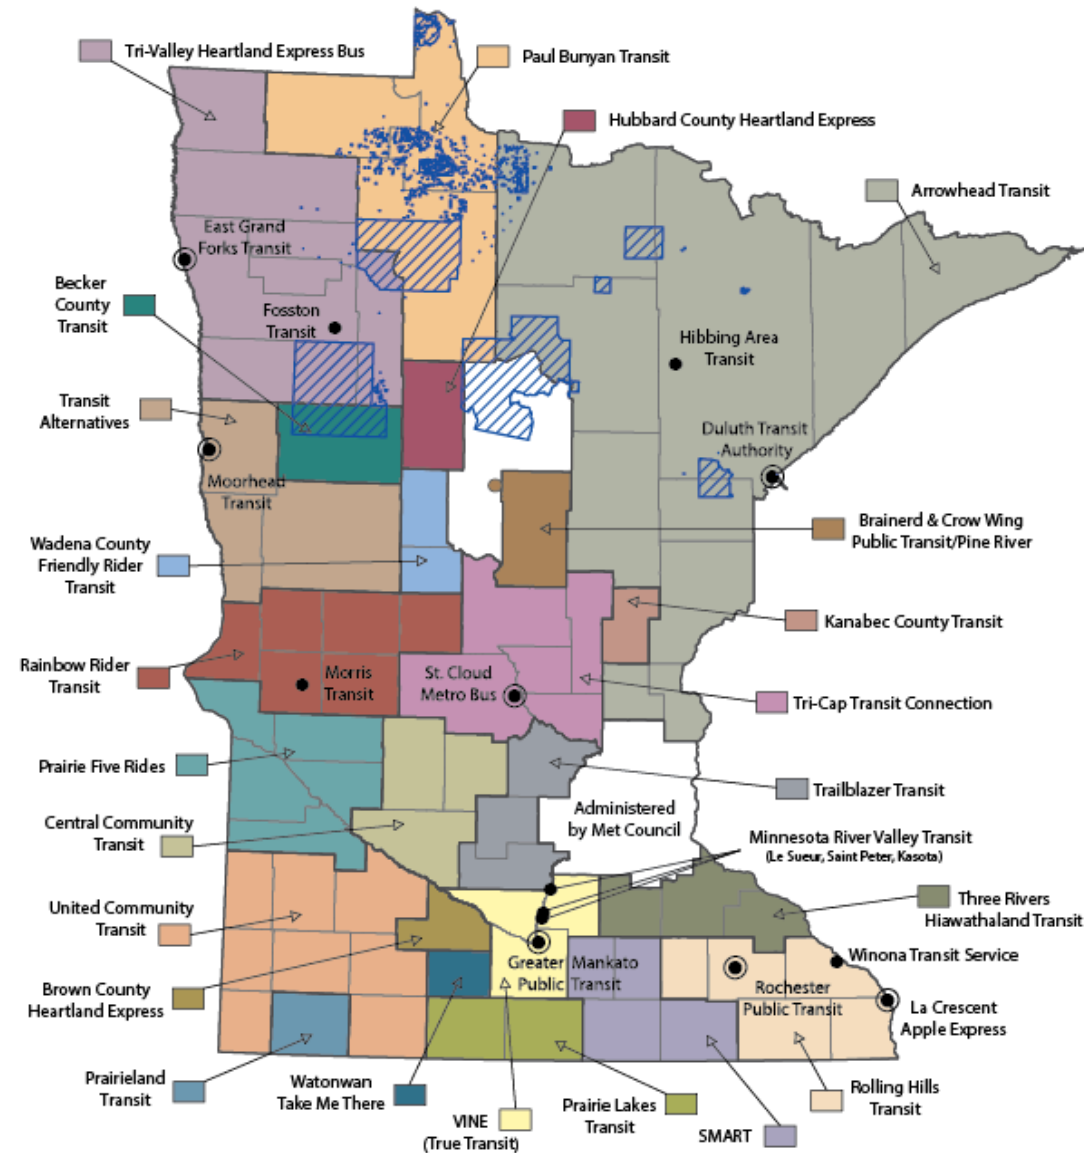 Tri-Valley Heartland Express Bus
Paul Bunyan Transit
Hubbard County Heartland Express
Arrowhead Transit
East Grand
Forks Transit
Becker
County
Transit
Fosston
Transit
Hibbing Area
Transit
Transit
Alternatives
Duluth Transit
Authority
Moorhead
Transit
Brainerd & Crow Wing
Public Transit/Pine River
Wadena County
Friendly Rider
Transit
Kanabec County Transit
Rainbow Rider
Transit
Morris
Transit
St. Cloud
Metro Bus
Tri-Cap Transit Connection
Prairie Five Rides
Trailblazer Transit
Administered
by Met Council
Central Community
Transit
Minnesota River Valley Transit
(Le Sueur, Saint Peter, Kasota)
United Community
Transit
Three Rivers
Hiawathaland Transit
Winona Transit Service
Greater Mankato
Public Transit
Brown County
Heartland Express
Rochester
Public Transit
La Crescent
Apple Express
Prairieland
Transit
Watonwan
Take Me There
VINE
(True Transit)
Prairie Lakes
Transit
SMART
Rolling Hills
Transit